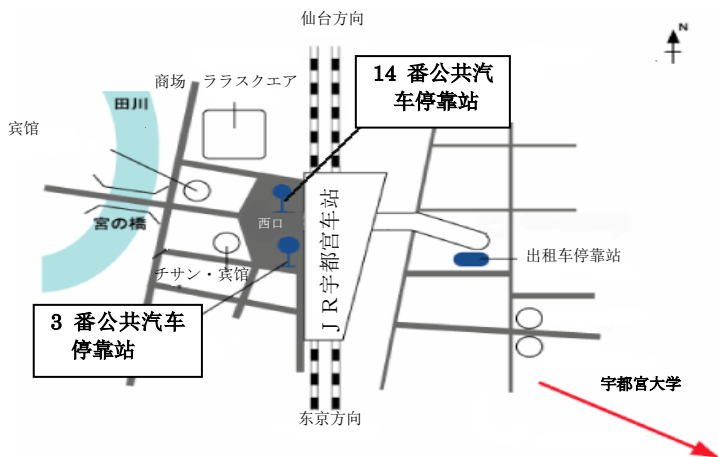 仙台方向
N
14 番公共汽
车停靠站
商场 ララスクエア
田川
宾馆
宮の橋
西口
ＪＲ宇都宫车站
出租车停靠站
チサン・宾馆
3 番公共汽车
停靠站
宇都宮大学
东京方向